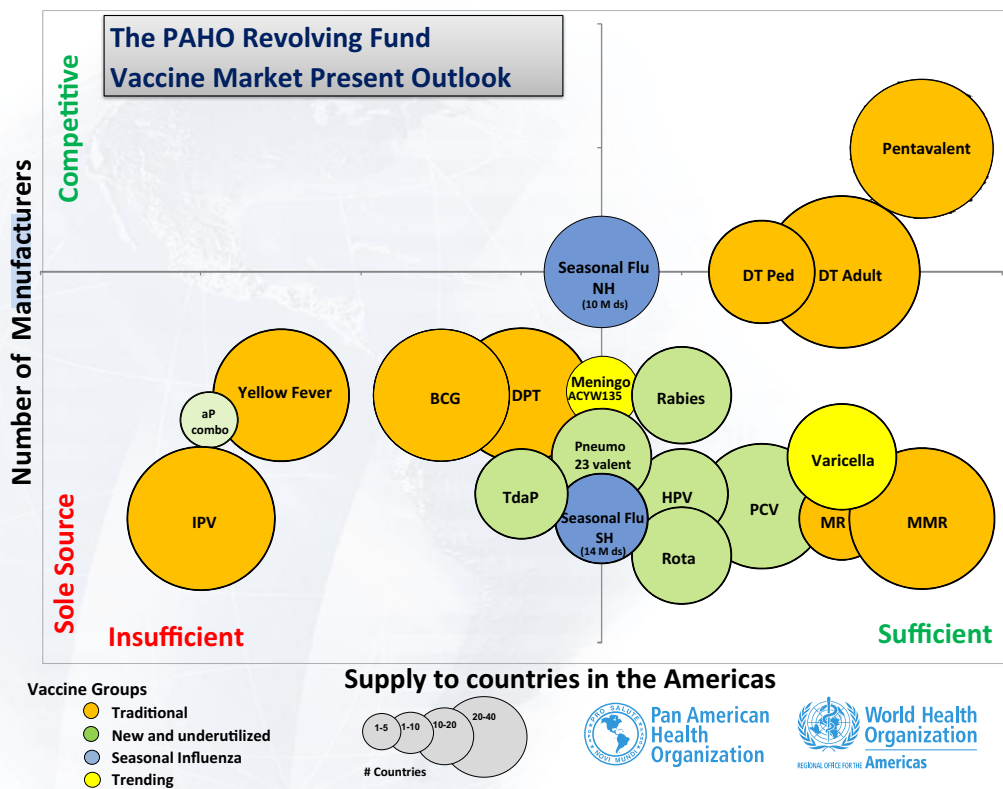 The PAHO Revolving Fund
Vaccine Market Present Outlook
Competitive
Number of Manufacturers
Sole Source
Pentavalent
Seasonal Flu
NH
(10 M ds)
DT Ped
DT Adult
Yellow Fever
aP
combo
BCG
DPT
Meningo
ACYW135
Rabies
Pneumo
23 valent
Varicella
IPV
TdaP
Seasonal Flu
SH
(14 M ds)
HPV
PCV
MR
MMR
Rota
Insufficient
Sufficient
Supply to countries in the Americas
Vaccine Groups
Traditional
New and underutilized
Seasonal Influenza
Trending
1-5
1-10
10-20
20-40
# Countries
PRO SALUTE
NOVI MUNDI
Pan American
Health
Organization
World Health
Organization
REGIONAL OFFICE FOR THE Americas